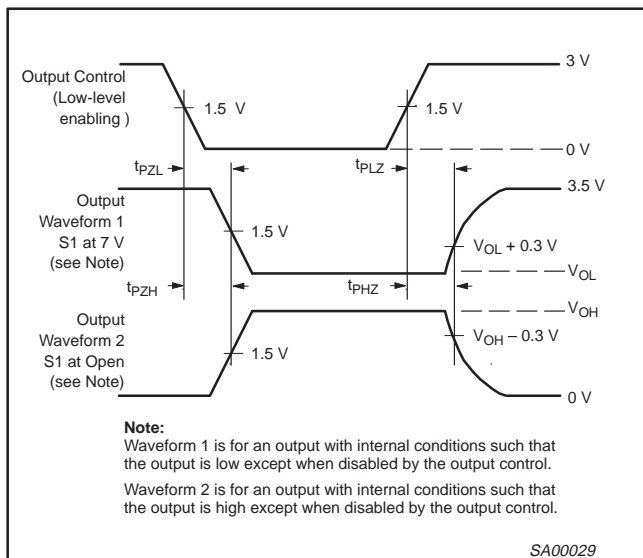 3 V
Output Control
(Low-level
enabling )
1.5 V
1.5 V
0 V
tPZL
tPLZ
3.5 V
Output
Waveform 1
S1 at 7 V
(see Note)
1.5 V
VOL + 0.3 V
VOL
tPZH
tPHZ
VOH
Output
Waveform 2
S1 at Open
(see Note)
1.5 V
VOH – 0.3 V
0 V
Note:
Waveform 1 is for an output with internal conditions such that
the output is low except when disabled by the output control.
Waveform 2 is for an output with internal conditions such that
the output is high except when disabled by the output control.
SA00029